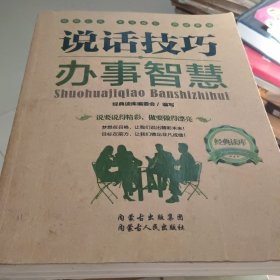 说话技巧
办事智慧
Shuohuajiqiao Banshizhihui
经典读库编委会/编写
说要说得精彩，做要做得漂亮
经典读库
内蒙古出版集团
内蒙古人民出版社